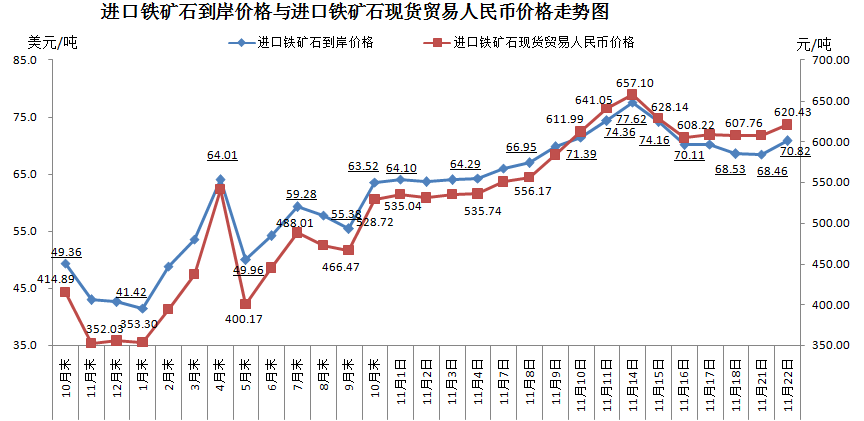 进口铁矿石到岸价格与进口铁矿石现货贸易人民币价格走势图
美元/吨
进口铁矿石到岸价格
进口铁矿石现货贸易人民币价格
元/吨
85.0
75.0
65.0
55.0
45.0
35.0
700.00
650.00
600.00
550.00
500.00
450.00
400.00
350.00
49.36
41.42
64.01
49.96
59.28
55.38
63.52
64.10
64.29
66.95
71.39
74.36
77.62
74.16
70.11
68.53
68.46
70.82
414.89
352.03
353.30
400.17
488.01
466.47
528.72
535.04
535.74
556.17
611.99
641.05
657.10
628.14
608.22
607.76
620.43
10月末
11月末
12月末
1月末
2月末
3月末
4月末
5月末
6月末
7月末
8月末
9月末
10月末
11月1日
11月2日
11月3日
11月4日
11月7日
11月8日
11月9日
11月10日
11月11日
11月14日
11月15日
11月16日
11月17日
11月18日
11月21日
11月22日